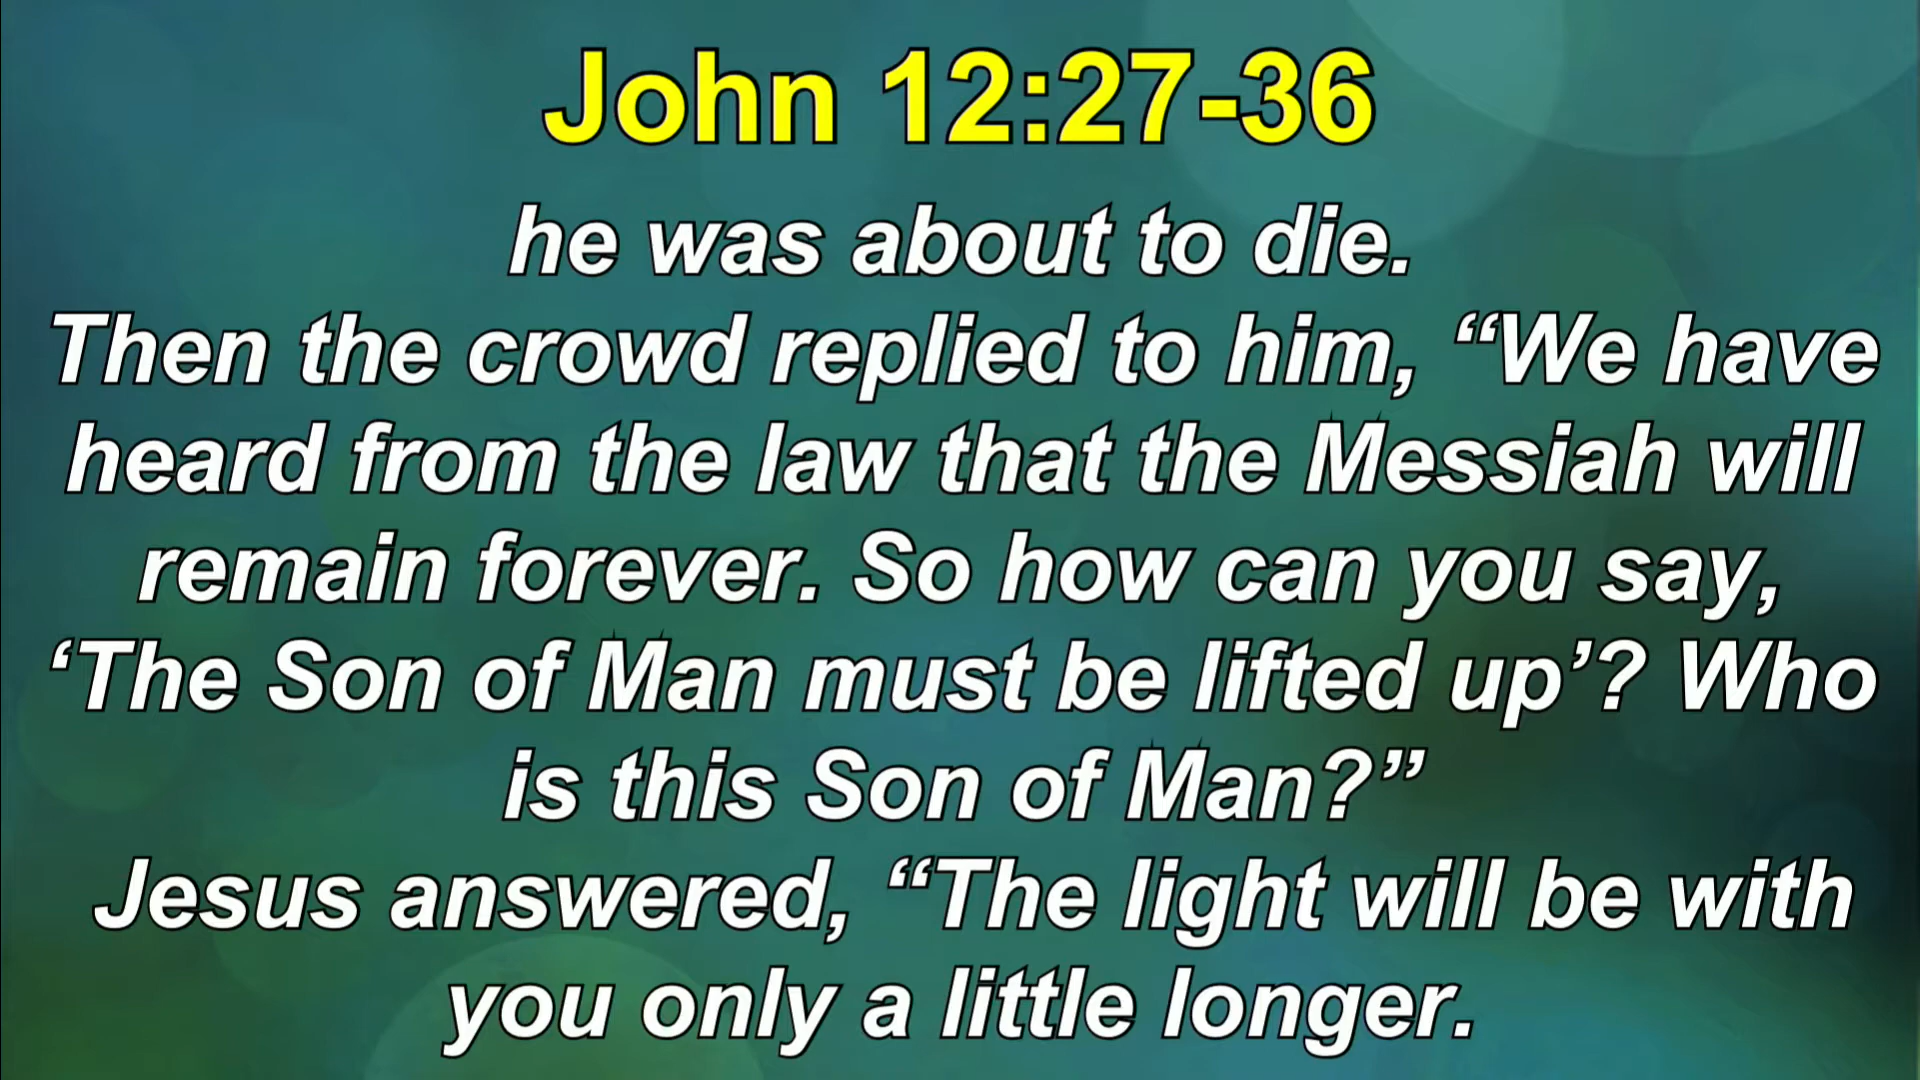 John 12:27-36
he was about to die.
Then the crowd replied to him, “We have
heard from the law that the Messiah will
remain forever. So how can you say,
‘The Son of Man must be lifted up’? Who
is this Son of Man?”
Jesus answered, “The light will be with
you only a little longer.